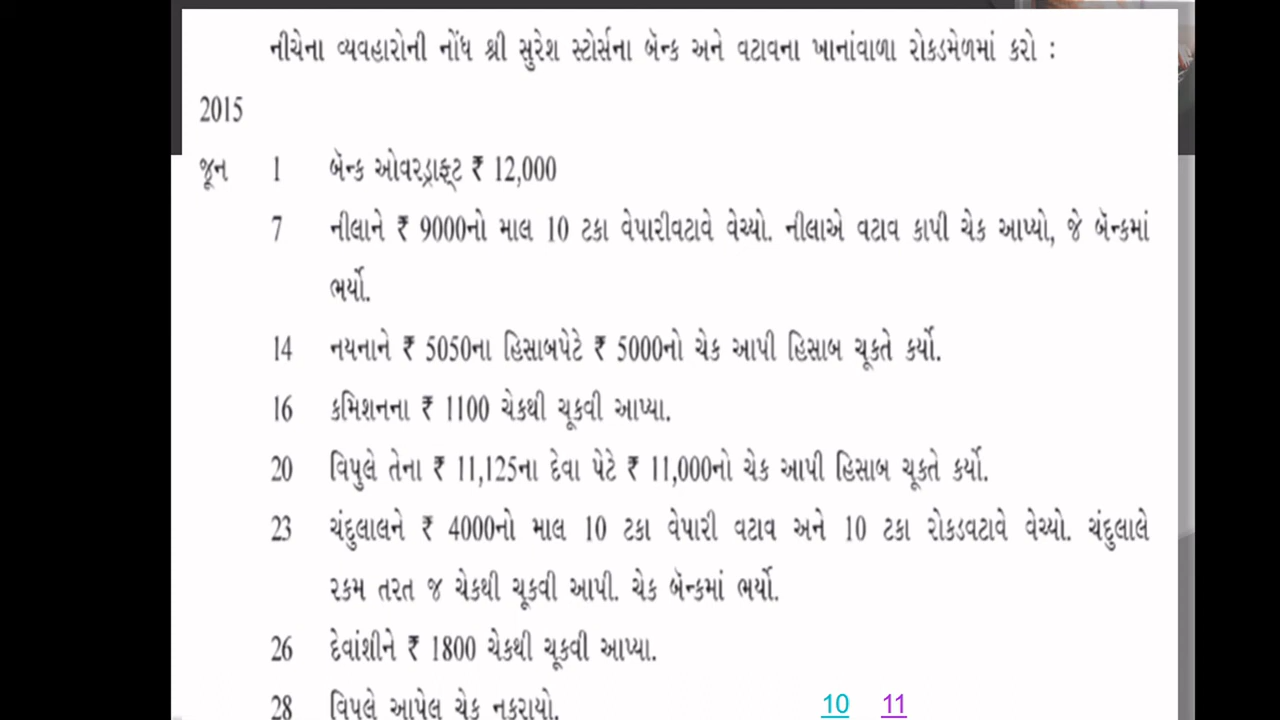 નીચેના વ્યવહારોની નોંધ શ્રી સુરેશ સ્ટોર્સના બૅન્ક અને વટાવના ખાનાંવાળા રોકડમેળમાં કરો :
2015
જૂન 1 બૅન્ક ઓવરડ્રાફ્ટ ₹ 12,000
7 નીલાને ₹ 9000નો માલ 10 ટકા વેપારીવટાવે વેચ્યો. નીલાએ વટાવ કાપી ચેક આપ્યો, જે બૅન્કમાં
ભર્યો.
14 નયનાને ₹ 5050ના હિસાબપેટે ₹ 5000નો ચેક આપી હિસાબ ચૂકતે કર્યો.
16 કમિશનના ₹ 1100 ચેકથી ચૂકવી આપ્યા.
20 વિપુલે તેના ₹ 11,125ના દેવા પેટે ₹ 11,000નો ચેક આપી હિસાબ ચૂકતે કર્યો.
23 ચંદુલાલને ₹ 4000નો માલ 10 ટકા વેપારી વટાવ અને 10 ટકા રોકડવટાવે વેચ્યો. ચંદુલાલે
રકમ તરત જ ચેકથી ચૂકવી આપી. ચેક બૅન્કમાં ભર્યો.
26 દેવાંશીને ₹ 1800 ચેકથી ચૂકવી આપ્યા.
28 વિપુલે આપેલ ચેક નકરાયો. 10 11